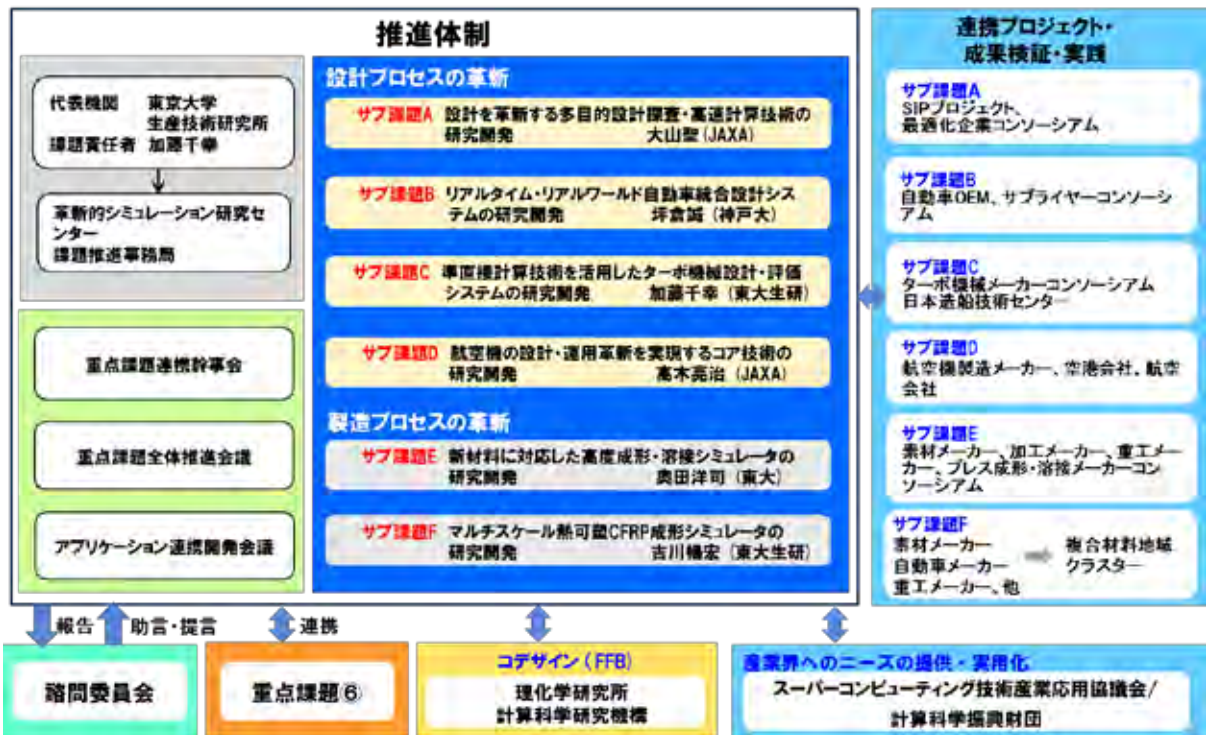 推進体制
代表機関 東京大学
生産技術研究所
課題責任者 加藤千幸
革新的シミュレーション研究セ
ンター
課題推進事務局
重点課題連携幹事会
重点課題全体推進会議
アプリケーション連携開発会議
設計プロセスの革新
サブ課題A 設計を革新する多目的設計探査・高速計算技術の
研究開発 大山聖(JAXA)
サブ課題B リアルタイム・リアルワールド自動車統合設計シス
テムの研究開発 坪倉誠(神戸大)
サブ課題C 準直接計算技術を活用したターボ機械設計・評価
システムの研究開発 加藤千幸(東大生研)
サブ課題D 航空機の設計・運用革新を実現するコア技術の
研究開発 高木亮治(JAXA)
製造プロセスの革新
サブ課題E 新材料に対応した高度成形・溶接シミュレータの
研究開発 奥田洋司(東大)
サブ課題F マルチスケール熱可塑CFRP成形シミュレータの
研究開発 吉川暢宏(東大生研)
連携プロジェクト・
成果検証・実践
サブ課題A
SIPプロジェクト、
最適化企業コンソーシアム
サブ課題B
自動車OEM、サプライヤーコンソーシ
アム
サブ課題C
ターボ機械メーカーコンソーシアム
日本造船技術センター
サブ課題D
航空機製造メーカー、空港会社、航空
会社
サブ課題E
素材メーカー、加工メーカー、重工メー
カー、プレス成形・溶接メーカーコン
ソーシアム
サブ課題F
素材メーカー
自動車メーカー
重工メーカー、他
複合材料地域
クラスター
報告
助言・提言
連携
諮問委員会
重点課題⑥
コデザイン(FFB)
理化学研究所
計算科学研究機構
産業界へのニーズの提供・実用化
スーパーコンピューティング技術産業応用協議会/
計算科学振興財団